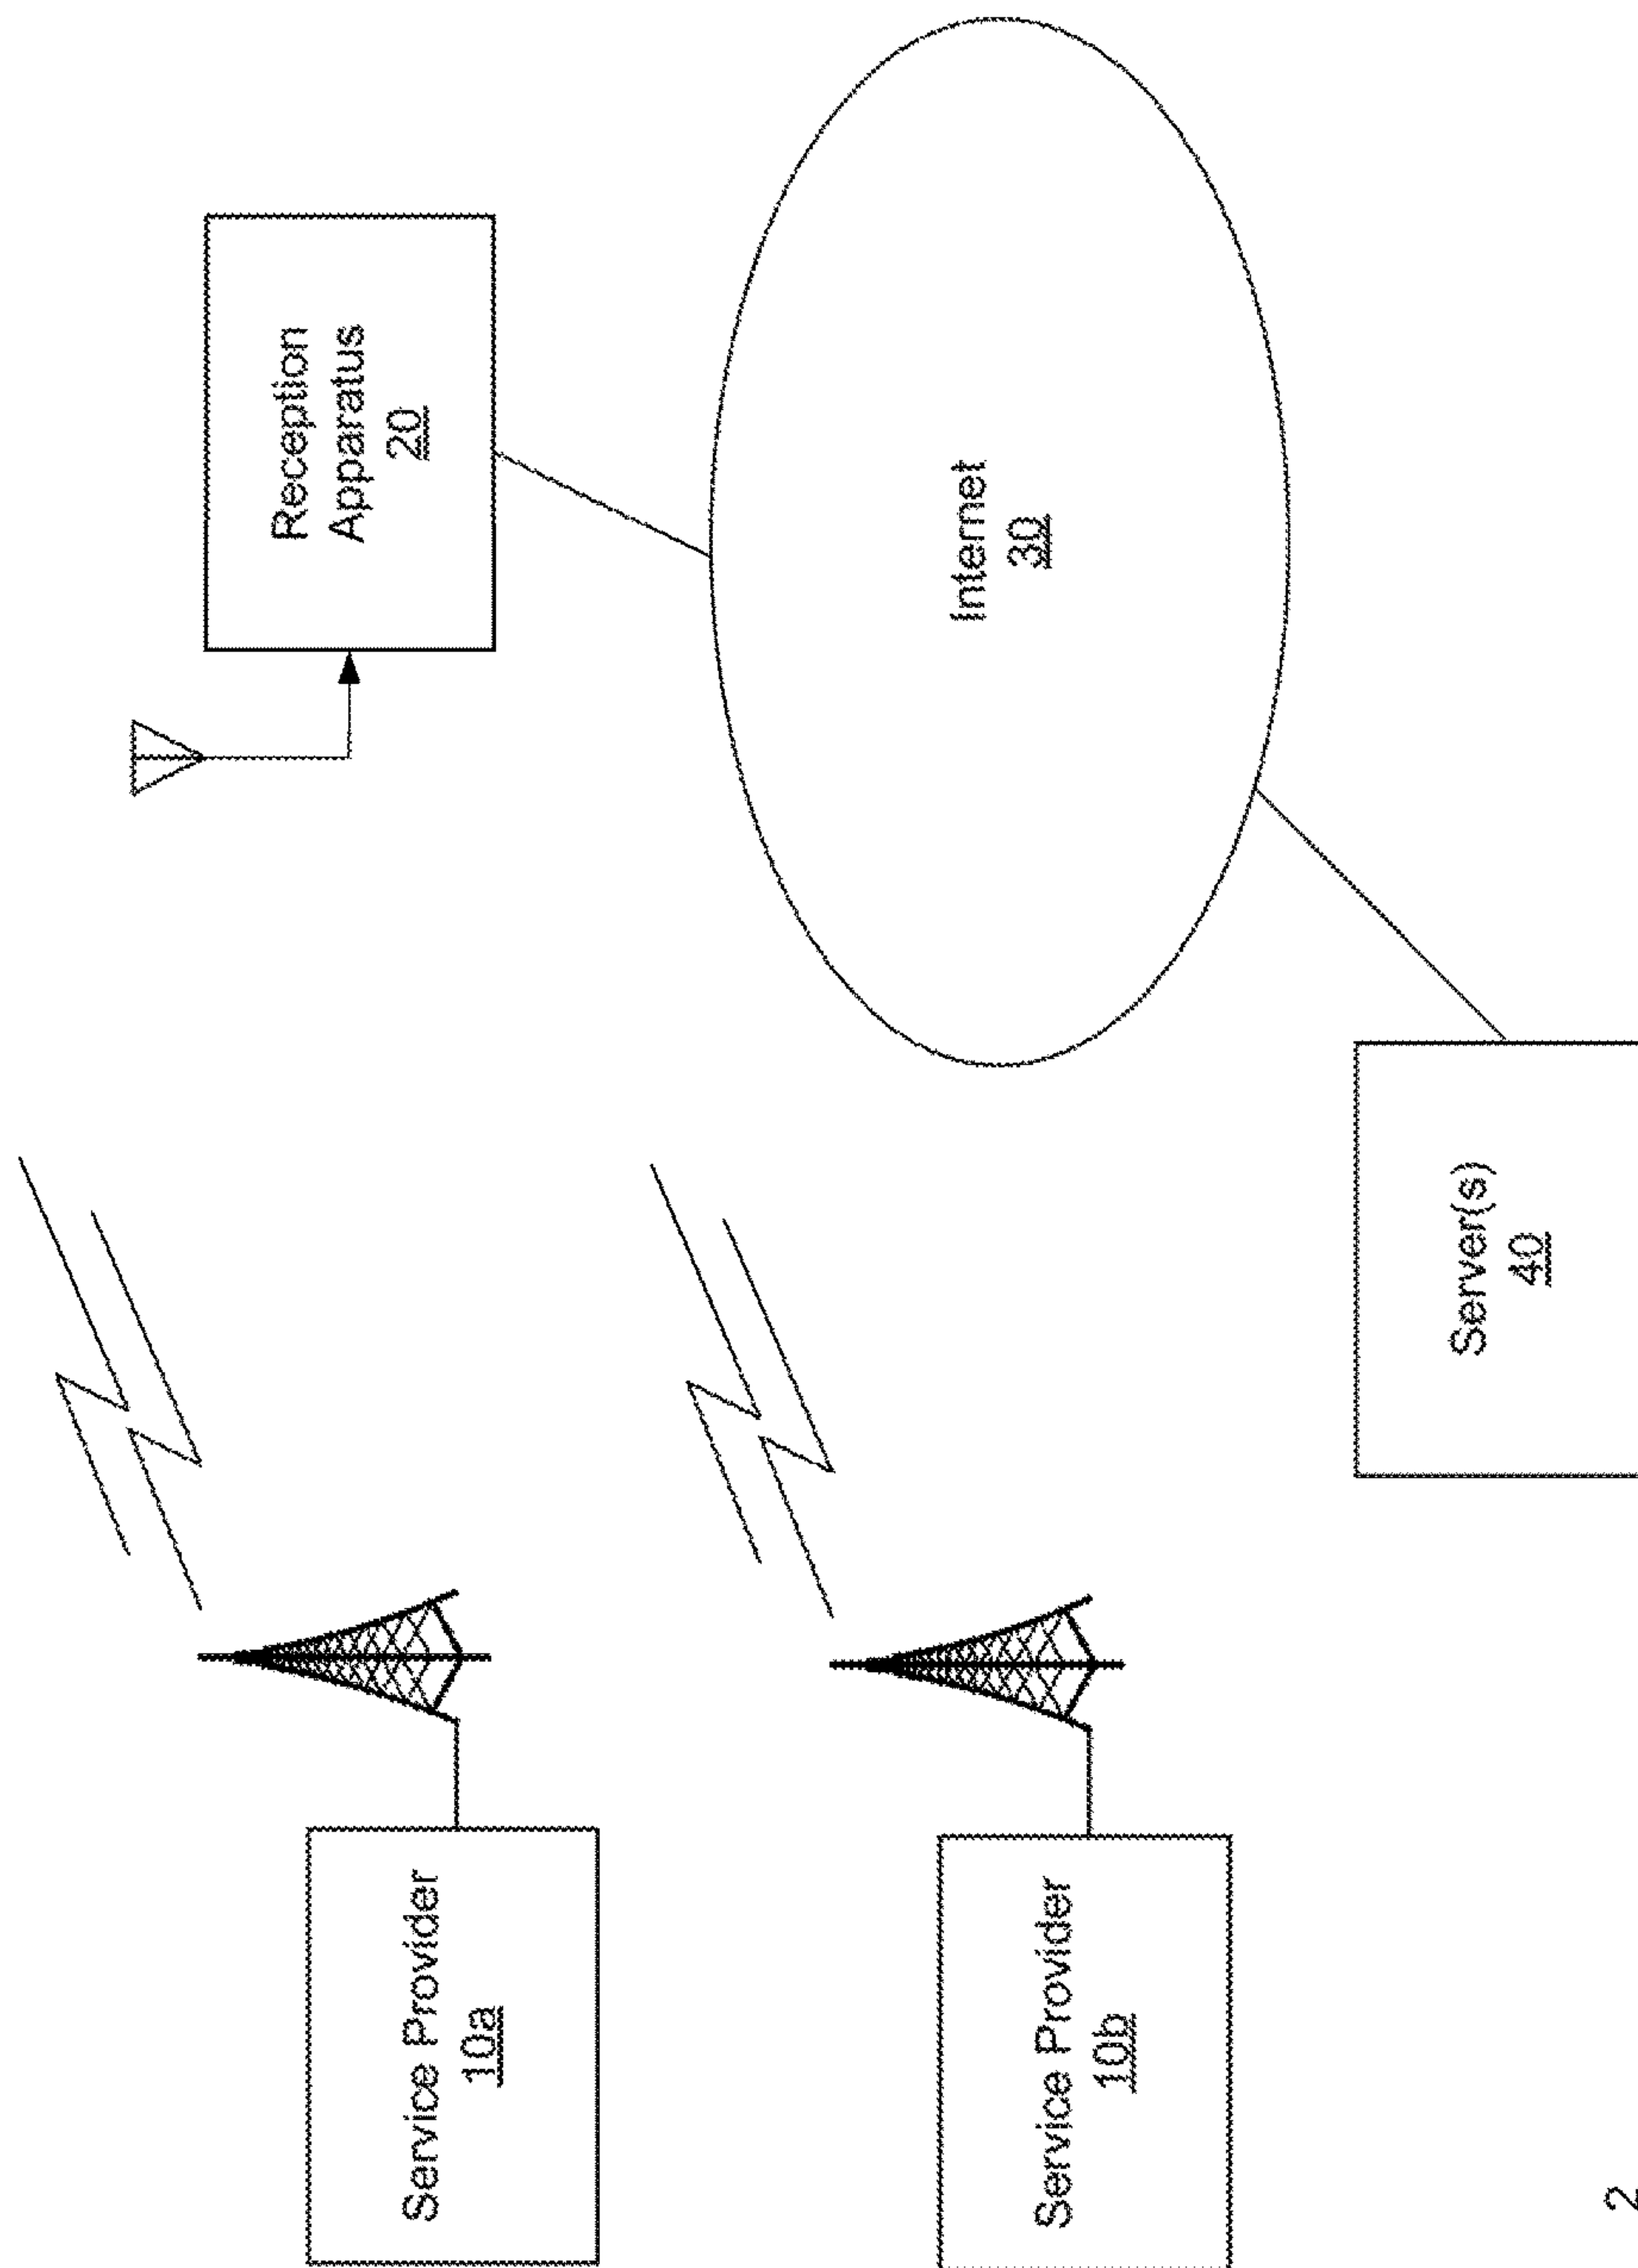 Service Provider
10a
Reception
Apparatus
20
Service Provider
10b
Internet
30
Server(s)
40
2